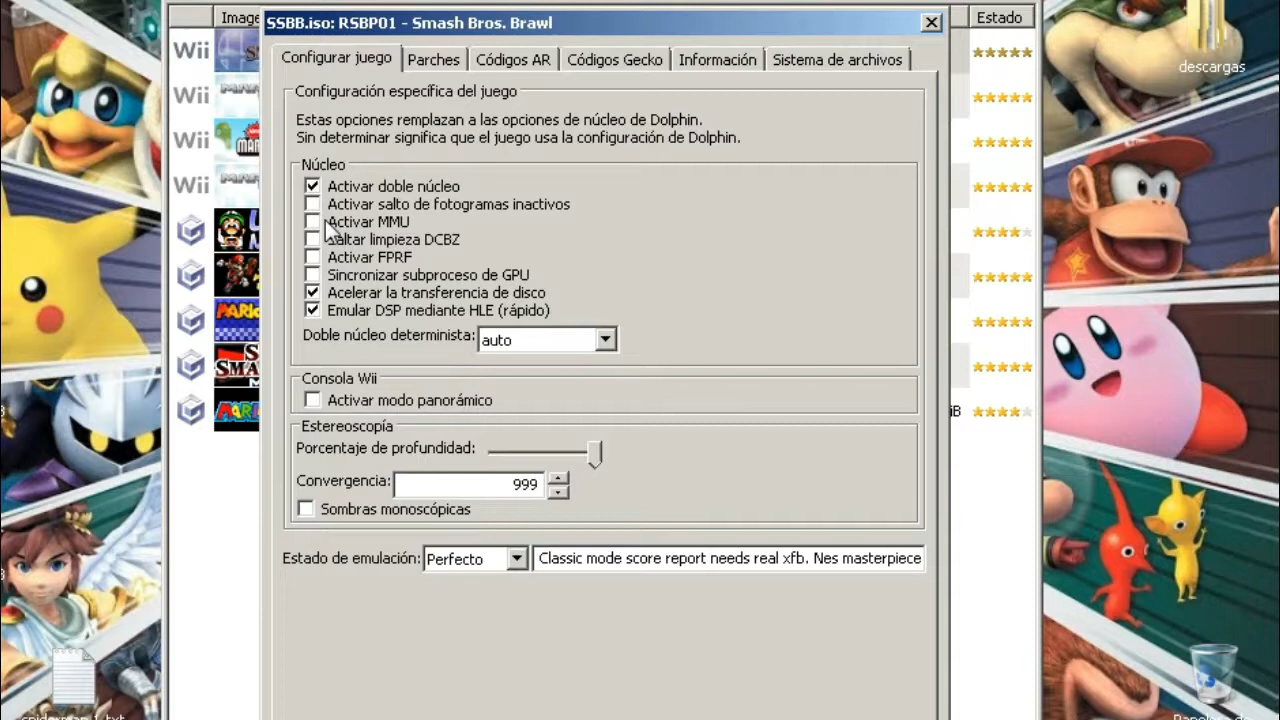 Image
SSBB.iso: RSBP01 - Smash Bros. Brawl
Estado
Configurar juego
Parches
Códigos AR
Códigos Gecko
Información
Sistema de archivos
descargas
Wii
Wii
Wii
Wii
Configuración específica del juego
Estas opciones remplazan a las opciones de núcleo de Dolphin.
Sin determinar significa que el juego usa la configuración de Dolphin.
Núcleo
Activar doble núcleo
Activar salto de fotogramas inactivos
Activar MMU
Saltar limpieza DCBZ
Activar FPRF
Sincronizar subproceso de GPU
Acelerar la transferencia de disco
Emular DSP mediante HLE (rápido)
Doble núcleo determinista: auto
Consola Wii
Activar modo panorámico
iB
Estereoscopía
Porcentaje de profundidad:
Convergencia: 999
Sombras monoscópicas
Estado de emulación: Perfecto Classic mode score report needs real xfb. Nes masterpiece